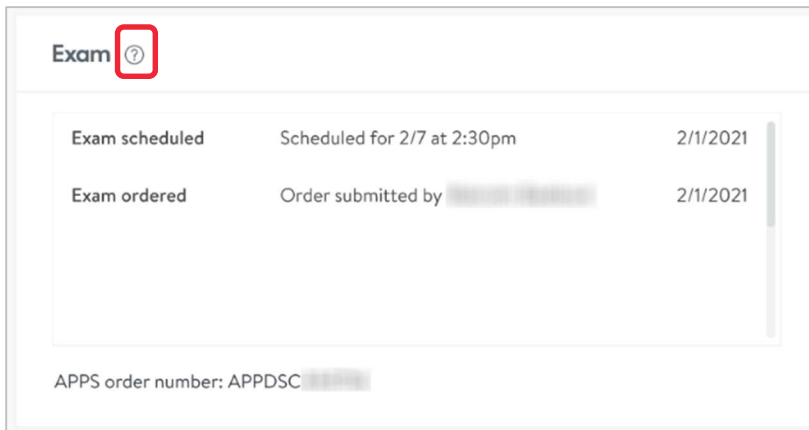 Exam ?
Exam scheduled Scheduled for 2/7 at 2:30pm 2/1/2021
Exam ordered Order submitted by 2/1/2021
APPS order number: APPDSC